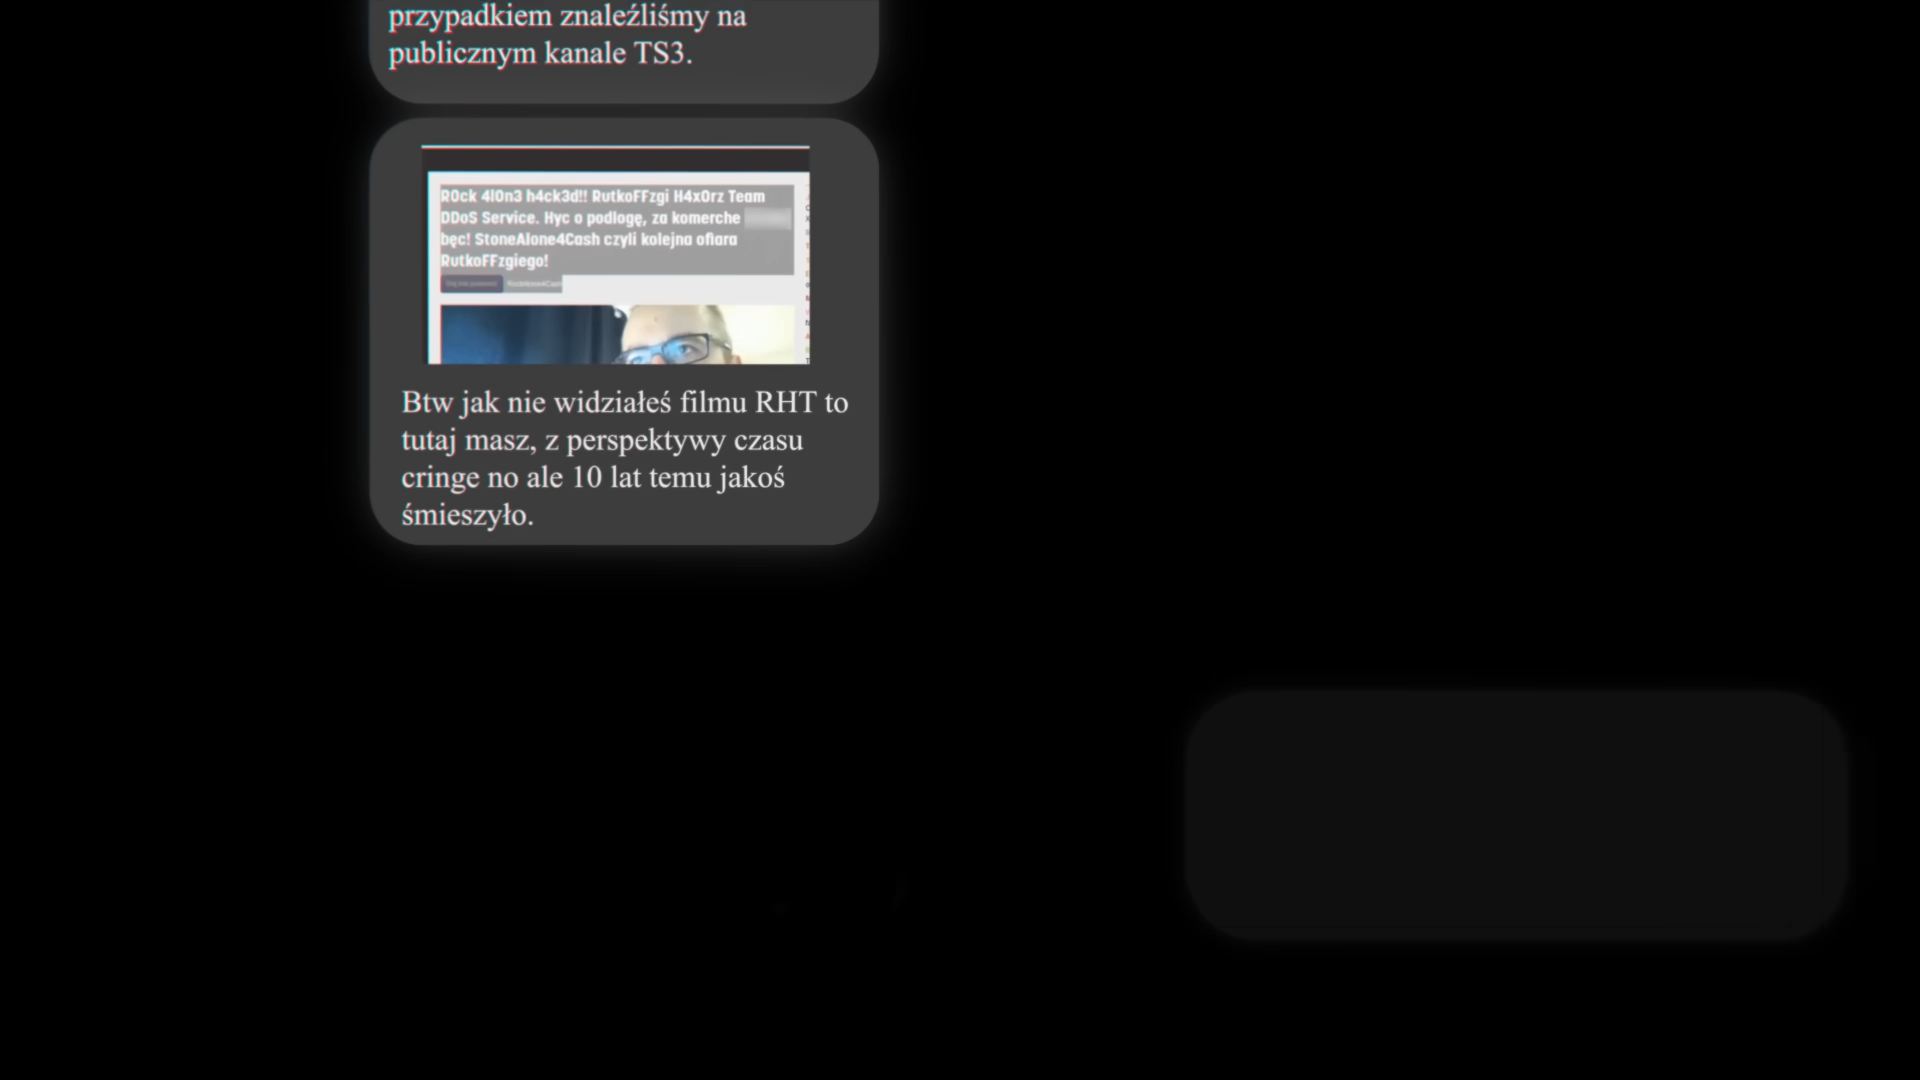 przypadkiem znaleźliśmy na
publicznym kanale TS3.
R0ck 4l0n3 h4ck3d!! RutkoFFzgi H4x0rz Team
DDoS Service. Hyc o podlogę, za komerche
bęc! StoneAlone4Cash czyli kolejna ofiara
RutkoFFzgiego!
Btw jak nie widziałeś filmu RHT to
tutaj masz, z perspektywy czasu
cringe no ale 10 lat temu jakoś
śmieszyło.